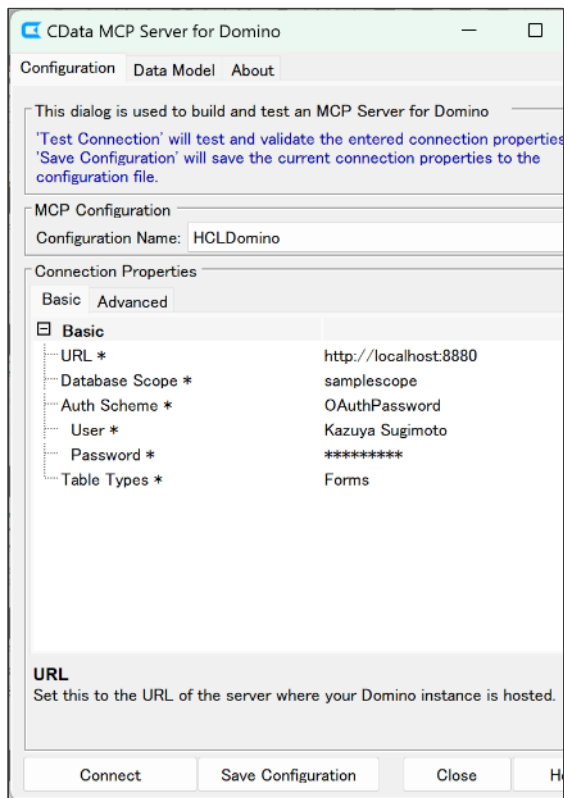 CData MCP Server for Domino
Configuration Data Model About
This dialog is used to build and test an MCP Server for Domino
'Test Connection' will test and validate the entered connection properties
'Save Configuration' will save the current connection properties to the
configuration file.
MCP Configuration
Configuration Name: HCLDomino
Connection Properties
Basic Advanced
Basic
URL * http://localhost:8880
Database Scope * samplescope
Auth Scheme * OAuthPassword
User * Kazuya Sugimoto
Password * *********
Table Types * Forms
URL
Set this to the URL of the server where your Domino instance is hosted.
Connect Save Configuration Close